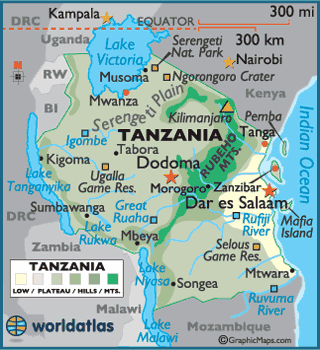 Kampala
300 mi
DRC
EQUATOR
300 km
Uganda
Lake
Victoria
Serengeti
Nat. Park
Nairobi
RW
Musoma
Ngorongoro Crater
BI
Mwanza
Serengeti Plain
Kenya
Kilimanjaro
Pemba
Igombe
TANZANIA
Tanga
Indian Ocean
Kigoma
Tabora
Dodoma
RUBEHO
MTS.
Lake
Tanganyika
Ugalla
Game Res.
Morogoro
Zanzibar
Dar es Salaam
DRC
Sumbawanga
Great
Ruaha
Rufiji
River
Mafia
Island
Lake
Rukwa
Mbeya
Selous
Game Res.
Zambia
Mtwara
TANZANIA
LOW / PLATEAU / HILLS / MTS.
Lake
Nyasa
Songea
Ruvuma
River
Malawi
Lake
Malawi
Mozambique
worldatlas
©GraphicMaps.com